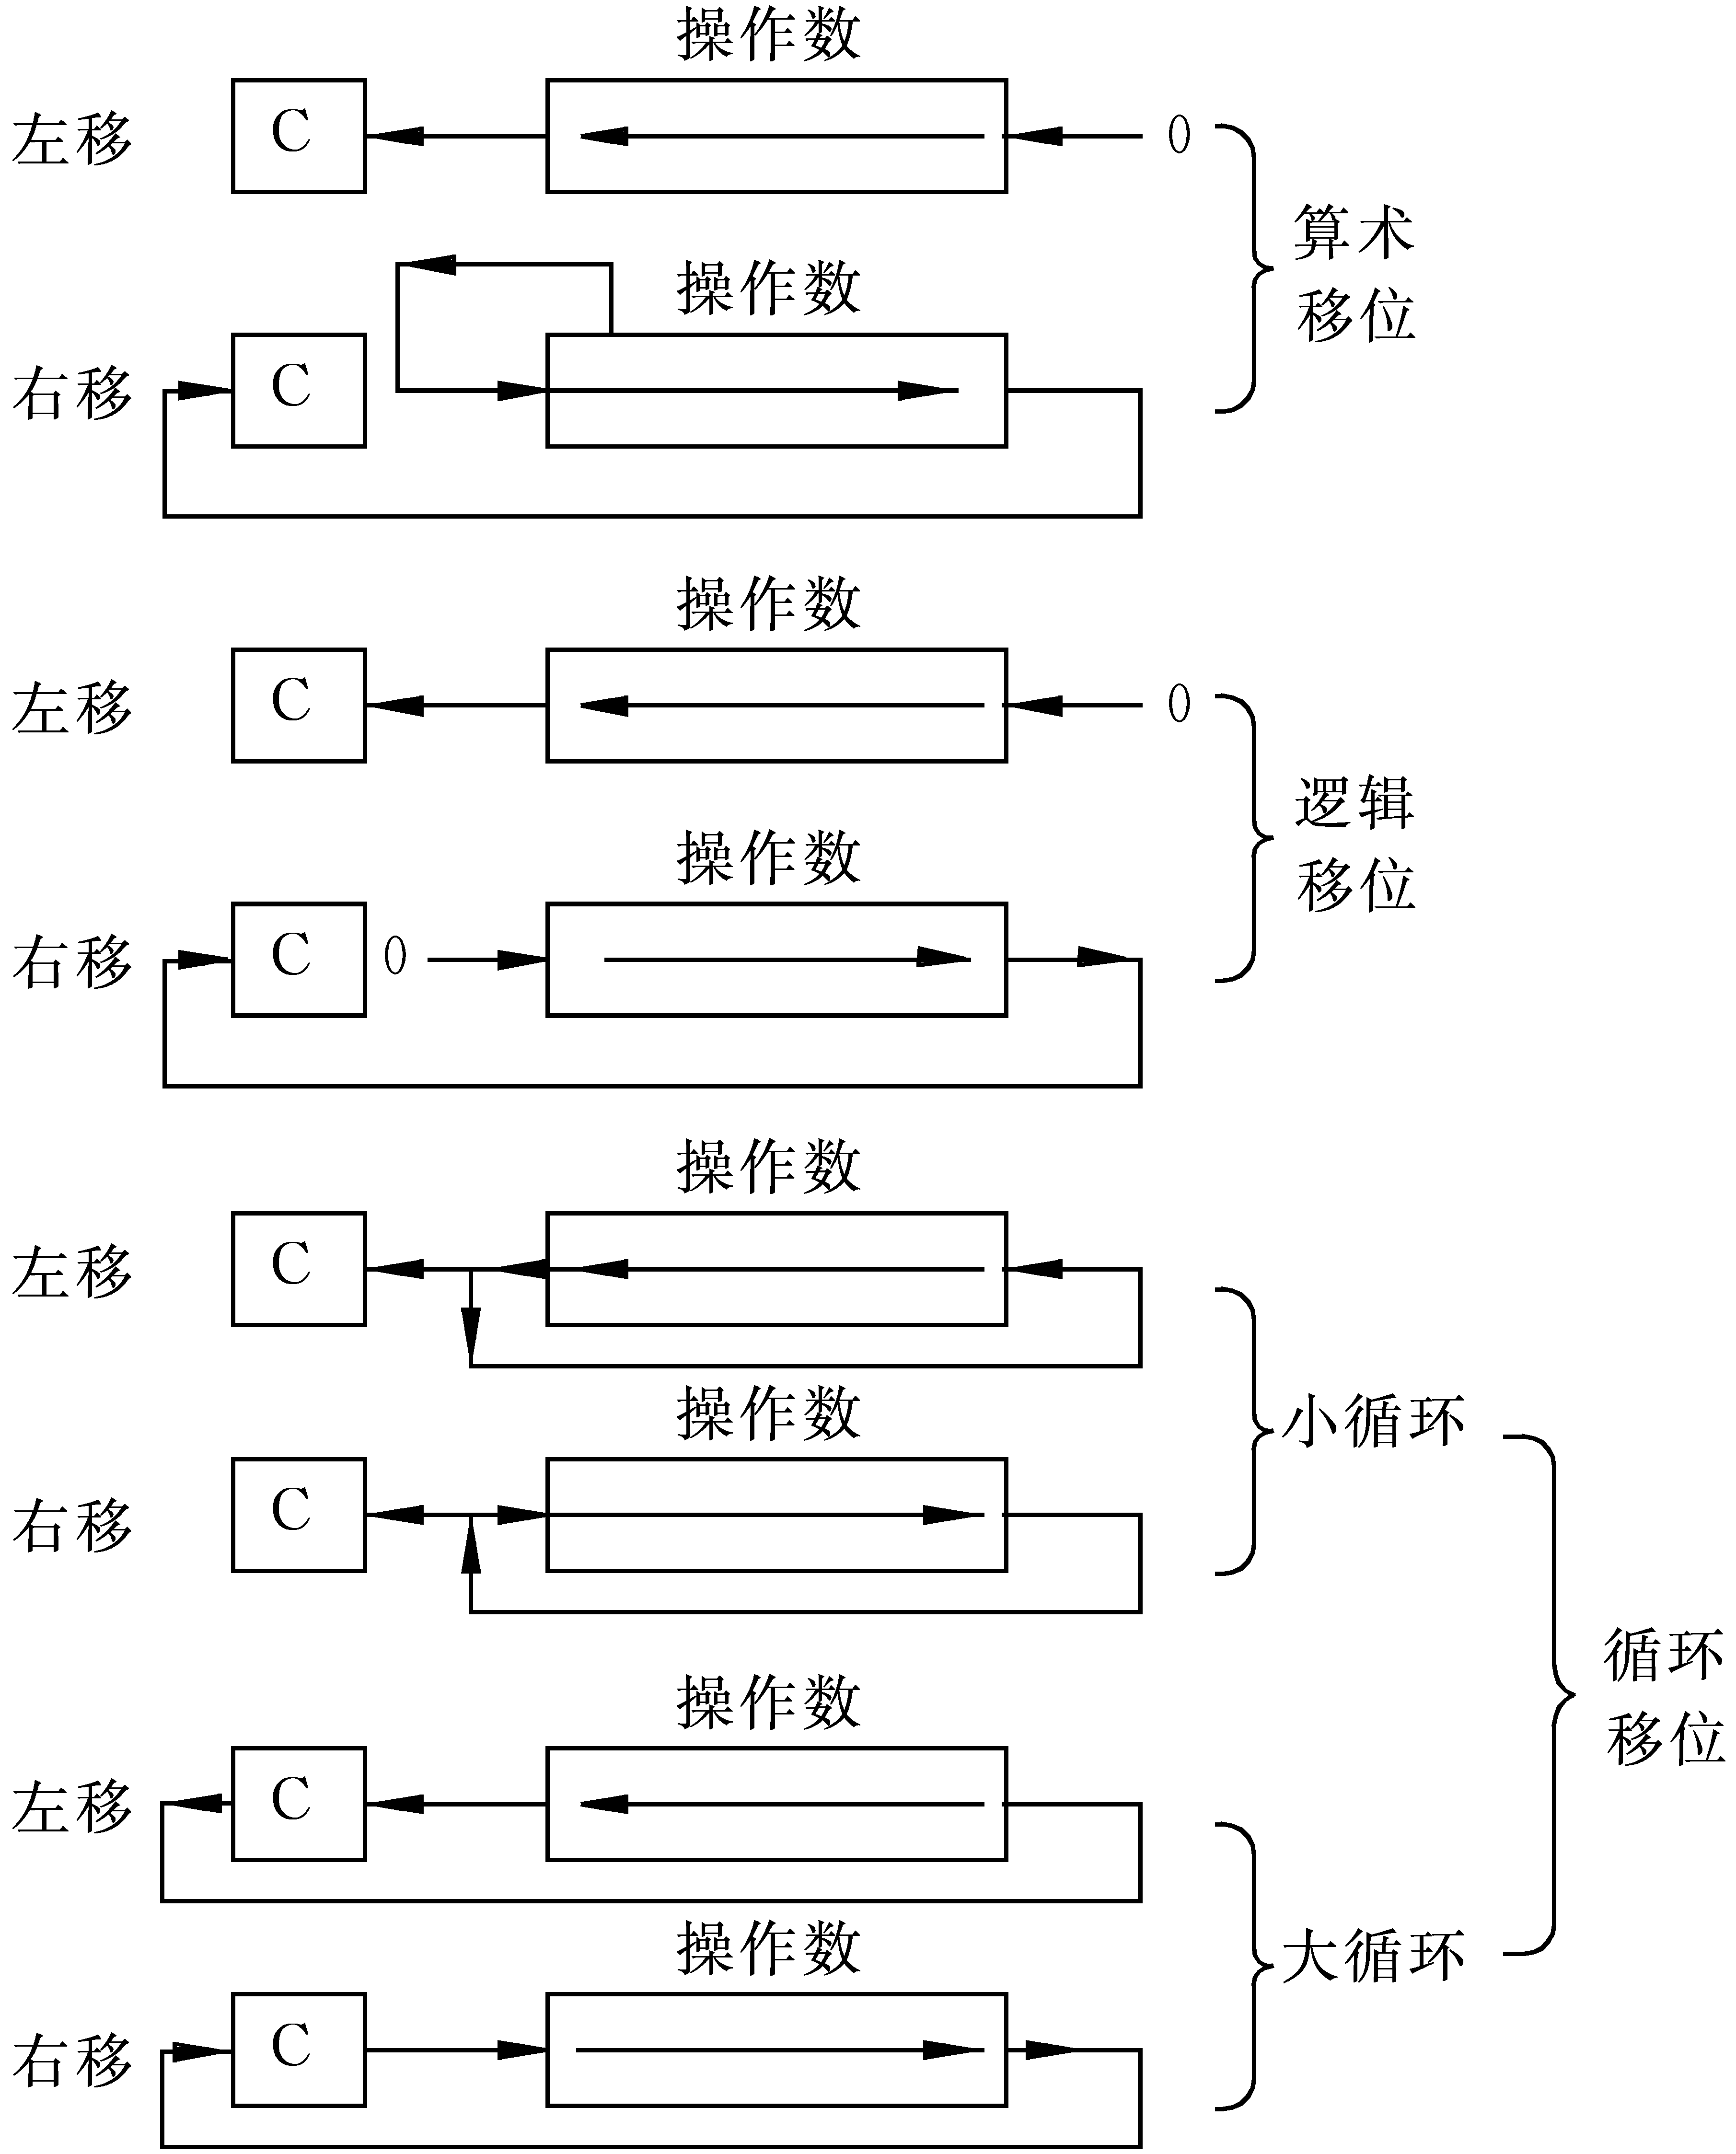 操作数
左移 C 0
算术
移位
操作数
右移 C
操作数
左移 C 0
逻辑
移位
操作数
右移 C 0
操作数
左移 C
小循环
操作数
右移 C
循环
移位
操作数
左移 C
大循环
操作数
右移 C